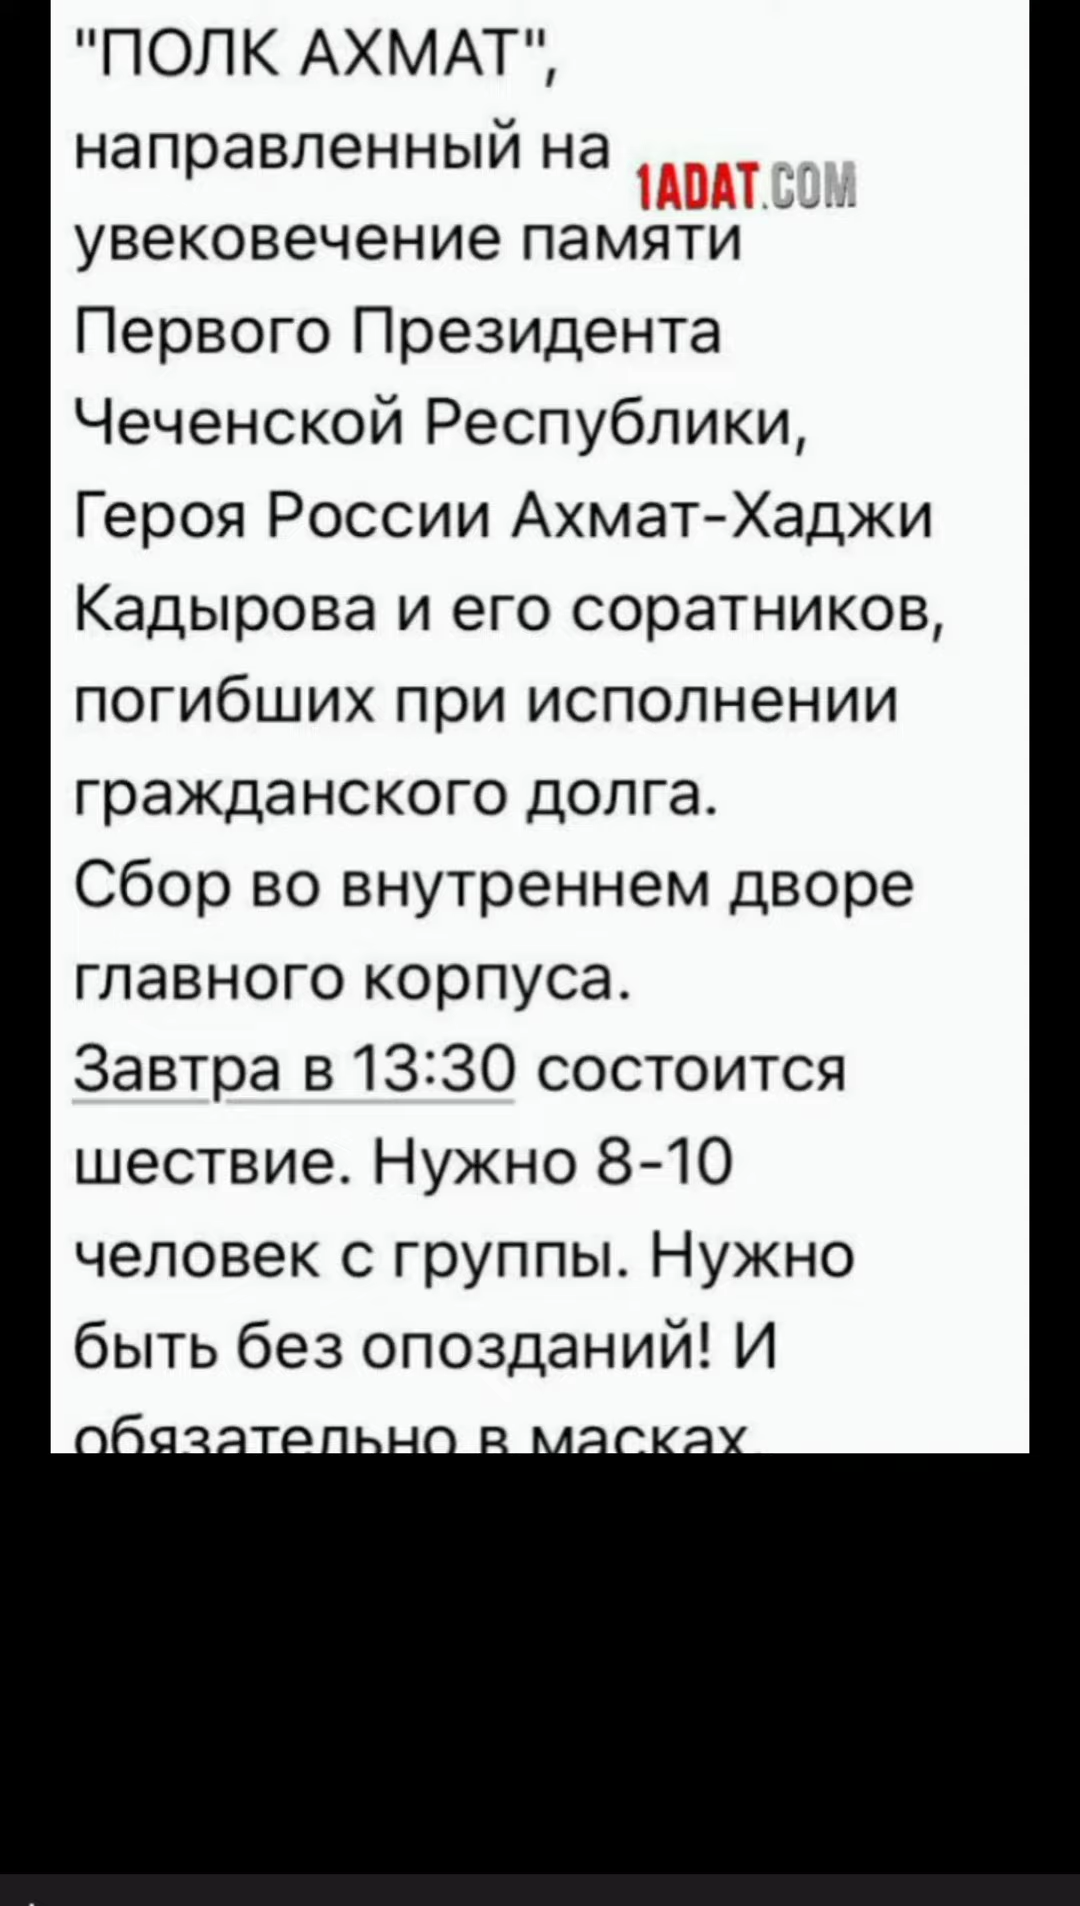 "ПОЛК АХМАТ",
направленный на
1ADAT.COM
увековечение памяти
Первого Президента
Чеченской Республики,
Героя России Ахмат-Хаджи
Кадырова и его соратников,
погибших при исполнении
гражданского долга.
Сбор во внутреннем дворе
главного корпуса.
Завтра в 13:30 состоится
шествие. Нужно 8-10
человек с группы. Нужно
быть без опозданий! И
обязательно в масках